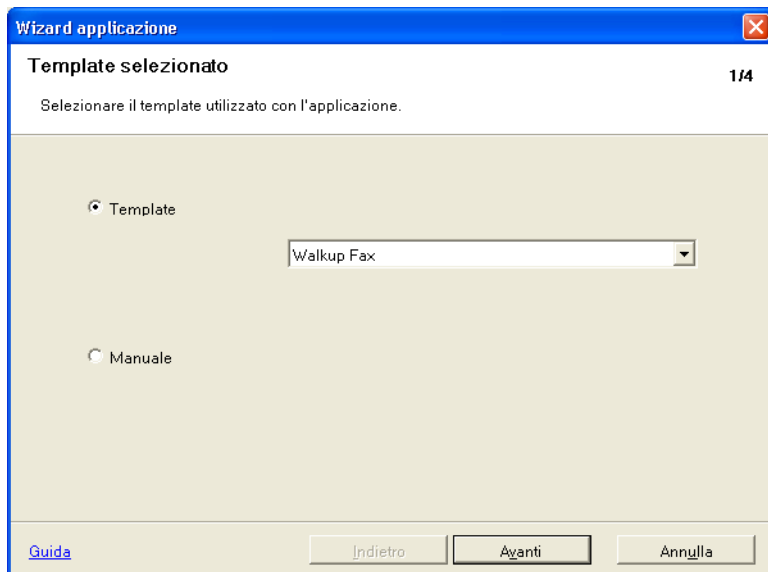 Wizard applicazione
Template selezionato
1/4
Selezionare il template utilizzato con l'applicazione.
Template
Walkup Fax
Manuale
Guida
Indietro
Avanti
Annulla